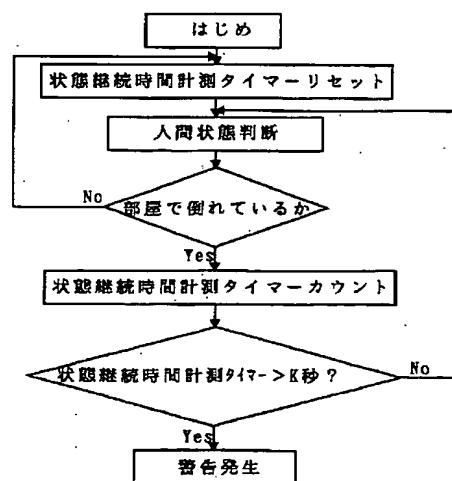 はじめ
状態継続時間計測タイマーリセット
人間状態判断
No
部屋で倒れているか
Yes
状態継続時間計測タイマーカウント
状態継続時間計測ﾀｲﾏｰ>K秒?
No
Yes
警告発生